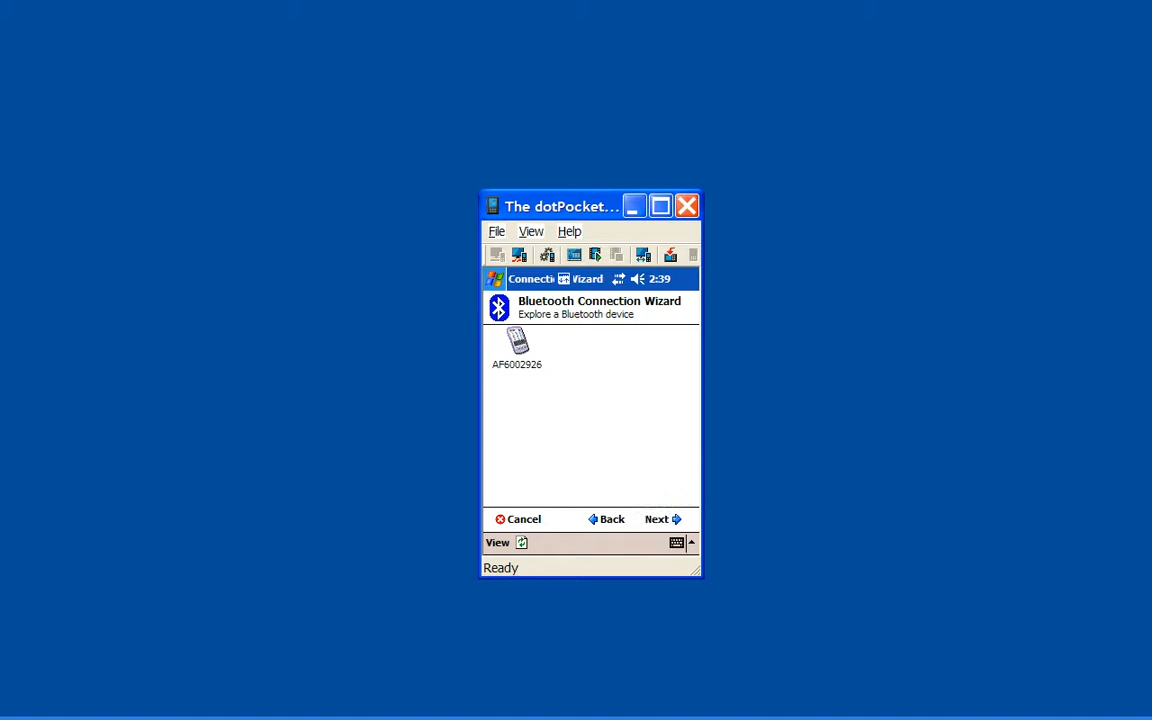 The dotPocket...
File View Help
Connecti Wizard 2:39
Bluetooth Connection Wizard
Explore a Bluetooth device
AF6002926
Cancel Back Next
View
Ready